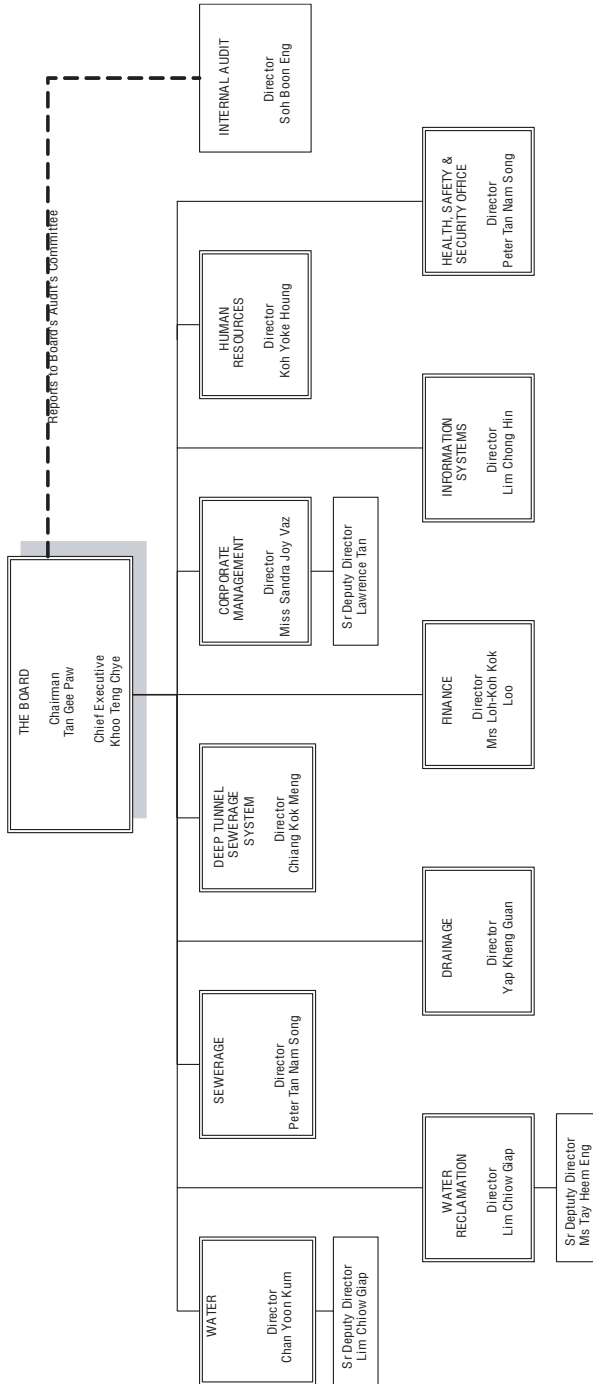 THE BOARD
Chairman
Tan Gee Paw
Chief Executive
Khoo Teng Chye
Reports to Board's Audit's Committee
WATER
Director
Chan Yoon Kum
Sr Deputy Director
Lim Chiow Giap
SEWERAGE
Director
Peter Tan Nam Song
DEEP TUNNEL
SEWERAGE
SYSTEM
Director
Chiang Kok Meng
CORPORATE
MANAGEMENT
Director
Miss Sandra Joy Vaz
Sr Deputy Director
Lawrence Tan
HUMAN
RESOURCES
Director
Koh Yoke Houng
INTERNAL AUDIT
Director
Soh Boon Eng
WATER
RECLAMATION
Director
Lim Chiow Giap
Sr Deptuty Director
Ms Tay Heem Eng
DRAINAGE
Director
Yap Kheng Guan
FINANCE
Director
Mrs Loh-Koh Kok
Loo
INFORMATION
SYSTEMS
Director
Lim Chong Hin
HEALTH, SAFETY &
SECURITY OFFICE
Director
Peter Tan Nam Song